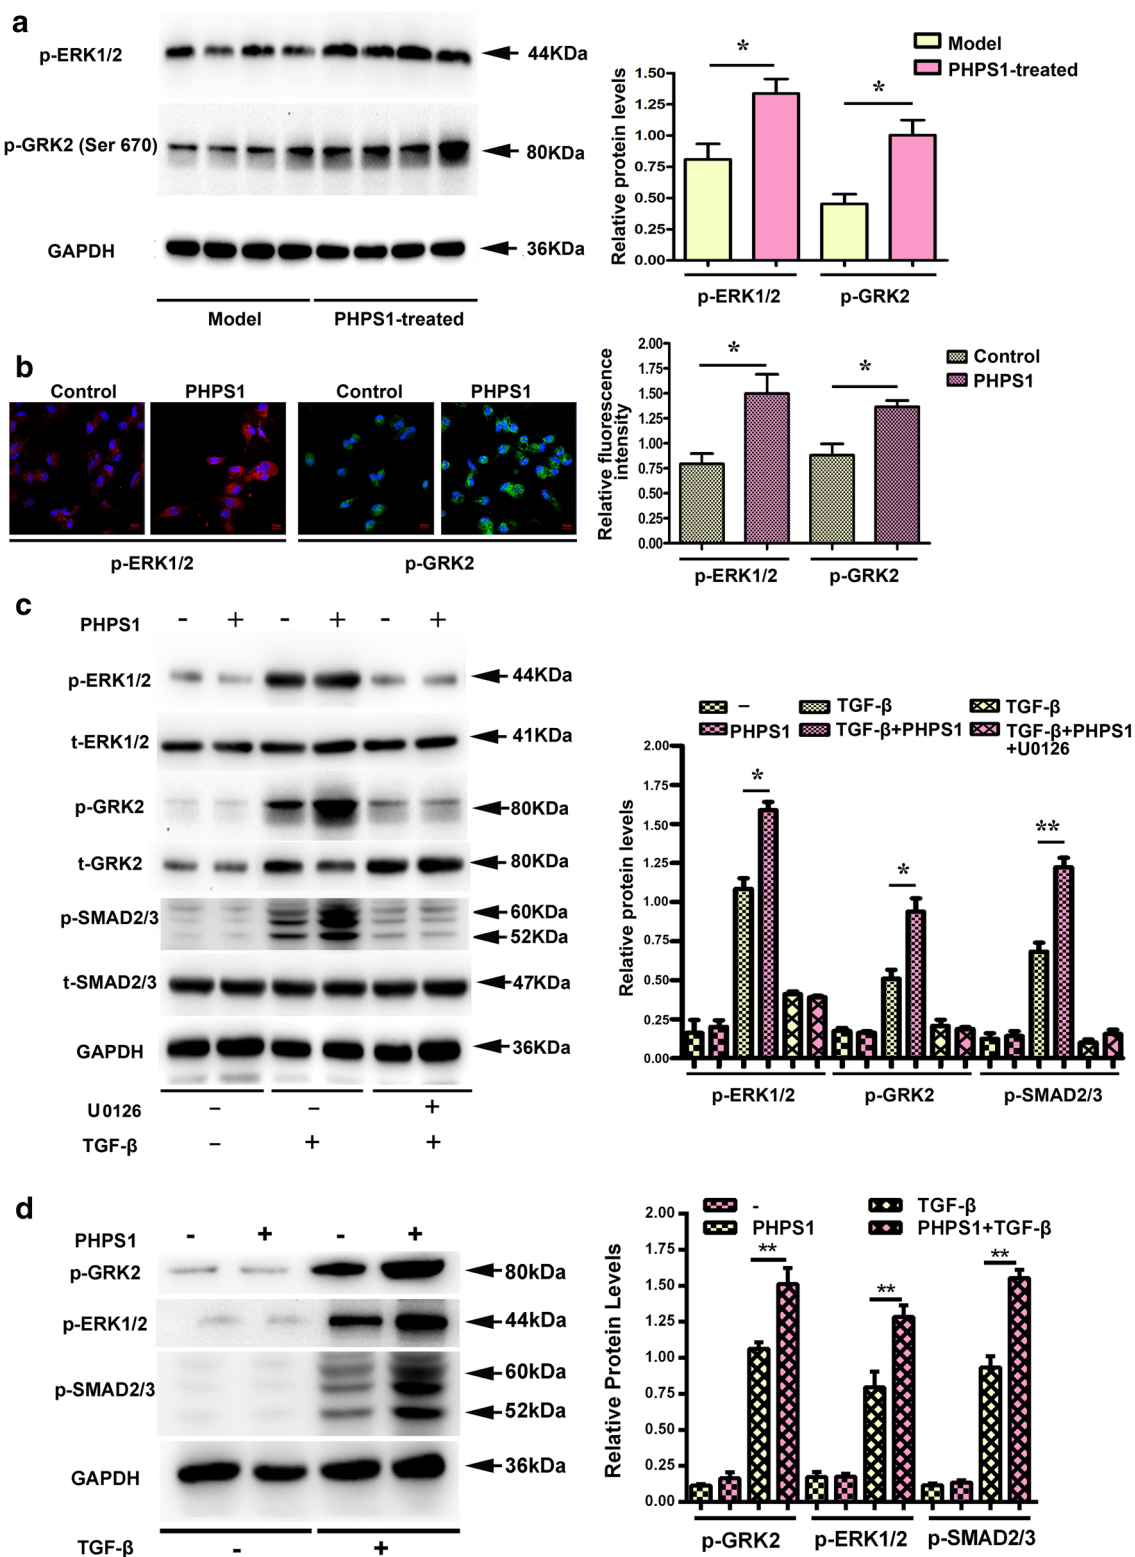 a
p-ERK1/2
44KDa
p-GRK2 (Ser 670)
80KDa
GAPDH
36KDa
Model
PHPS1-treated
Model
PHPS1-treated
*
*
Relative protein levels
1.50
1.25
1.00
0.75
0.50
0.25
0.00
p-ERK1/2
p-GRK2
b
Control
PHPS1
Control
PHPS1
p-ERK1/2
p-GRK2
Control
PHPS1
*
*
Relative fluorescence
intensity
2.00
1.75
1.50
1.25
1.00
0.75
0.50
0.25
0.00
p-ERK1/2
p-GRK2
c
PHPS1 - + - + - +
p-ERK1/2
44KDa
t-ERK1/2
41KDa
p-GRK2
80KDa
t-GRK2
80KDa
p-SMAD2/3
60KDa
52KDa
t-SMAD2/3
47KDa
GAPDH
36KDa
U0126 – – +
TGF-β – + +
– TGF-β TGF-β
PHPS1 TGF-β+PHPS1 TGF-β+PHPS1
+U0126
Relative protein levels
2.00
1.75
1.50
1.25
1.00
0.75
0.50
0.25
0.00
*
*
**
p-ERK1/2
p-GRK2
p-SMAD2/3
d
PHPS1 - + - +
p-GRK2
80kDa
p-ERK1/2
44kDa
p-SMAD2/3
60kDa
52kDa
GAPDH
36kDa
TGF-β - +
- TGF-β
PHPS1 PHPS1+TGF-β
Relative Protein Levels
2.00
1.75
1.50
1.25
1.00
0.75
0.50
0.25
0.00
**
**
**
p-GRK2
p-ERK1/2
p-SMAD2/3